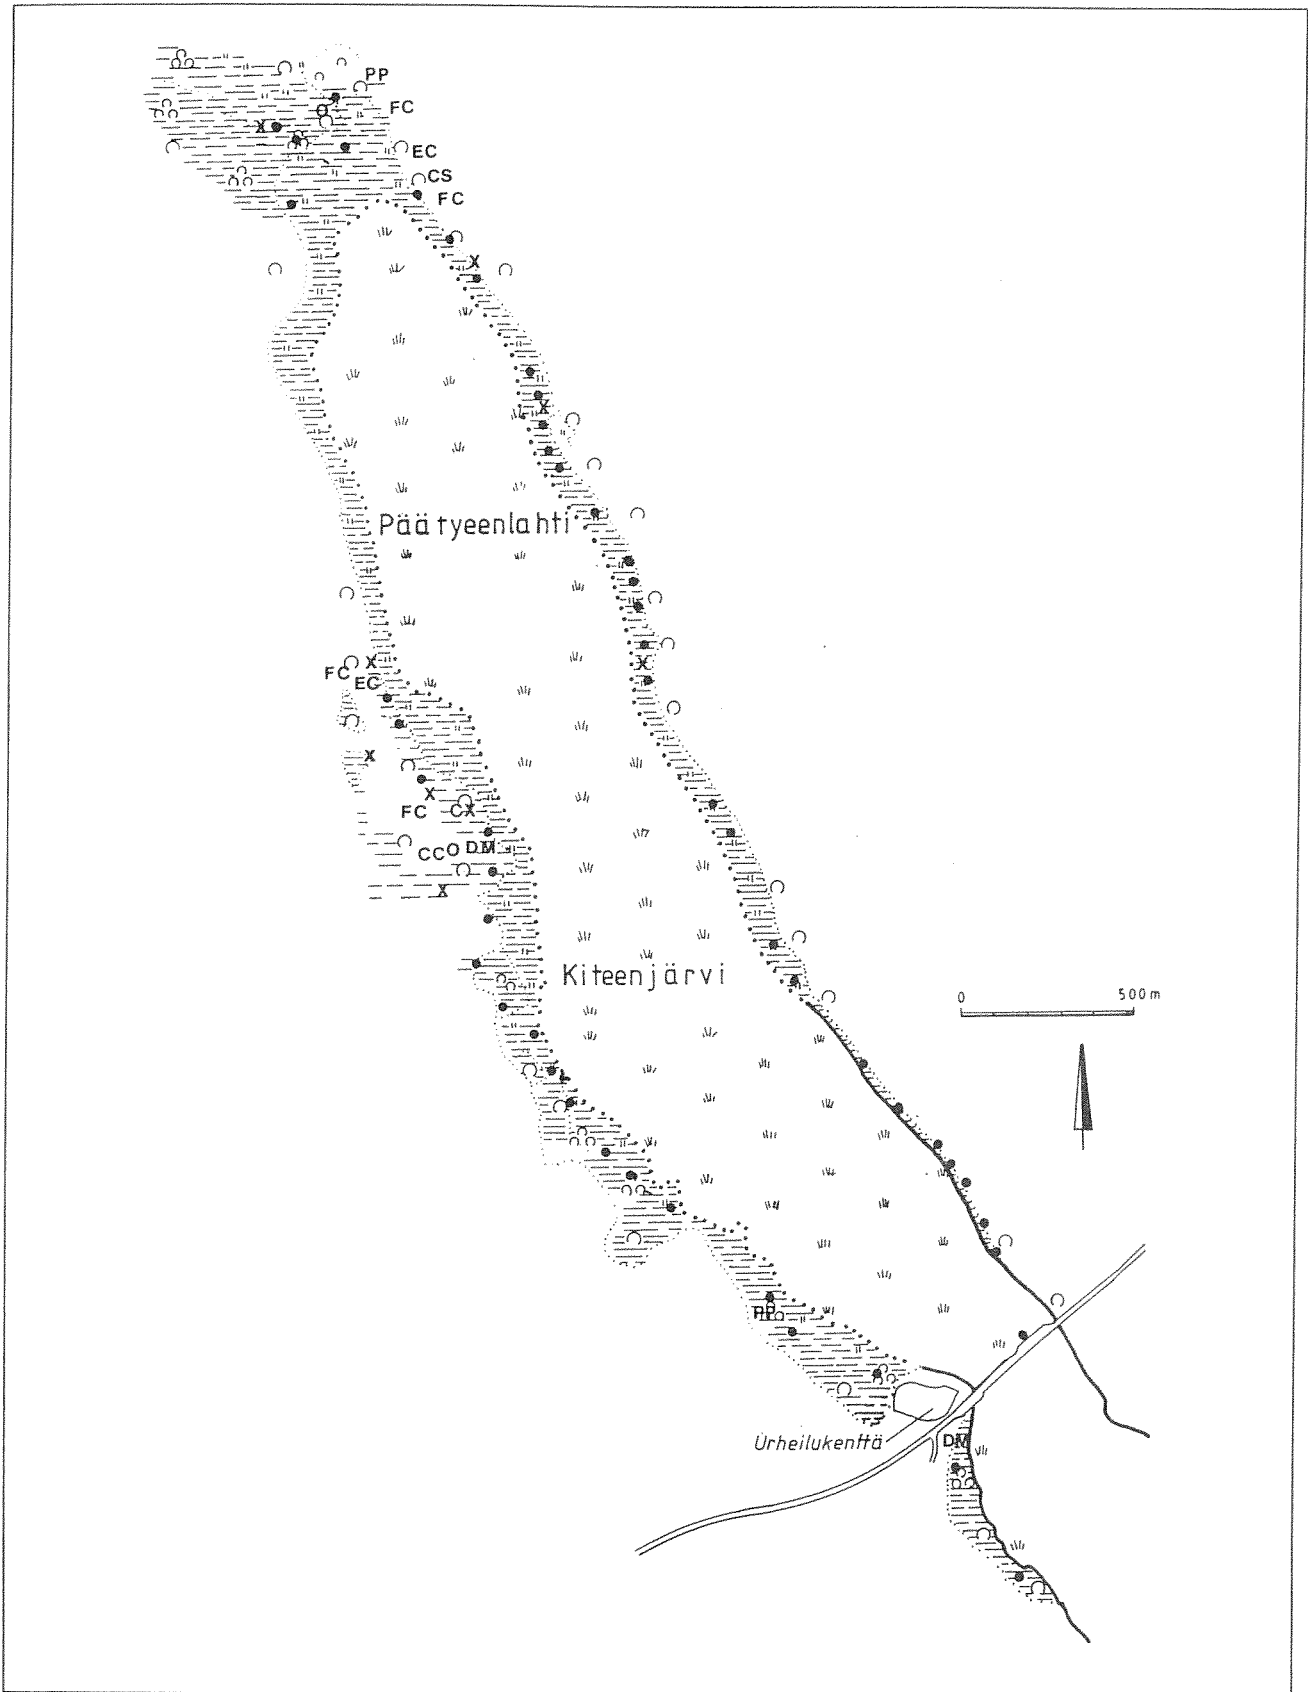 PP
FC
O
X
EC
CS
FC
X
X
Päätyeenlahti
X
FC
X
EC
X
X
FC
CX
CCO DM
X
Kiteenjärvi
0 500 m
L
PP
Urheilukenttä
DM